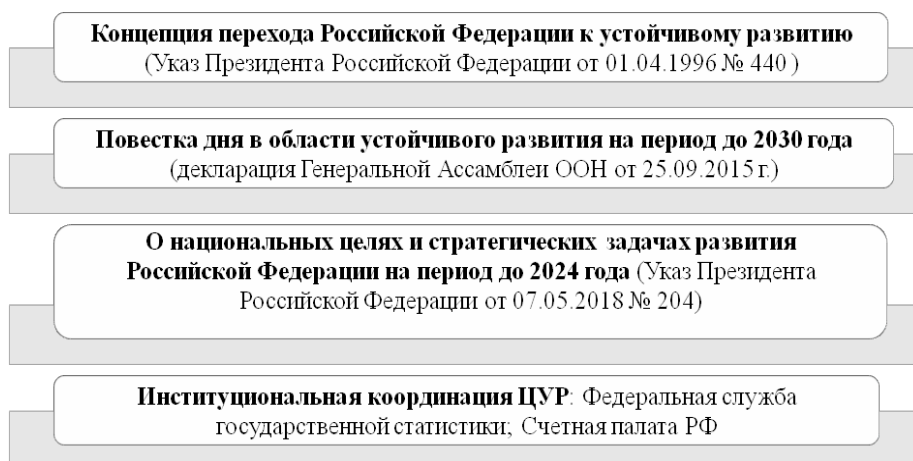 Концепция перехода Российской Федерации к устойчивому развитию
(Указ Президента Российской Федерации от 01.04.1996 № 440 )
Повестка дня в области устойчивого развития на период до 2030 года
(декларация Генеральной Ассамблеи ООН от 25.09.2015 г.)
О национальных целях и стратегических задачах развития
Российской Федерации на период до 2024 года (Указ Президента
Российской Федерации от 07.05.2018 № 204)
Институциональная координация ЦУР: Федеральная служба
государственной статистики; Счетная палата РФ